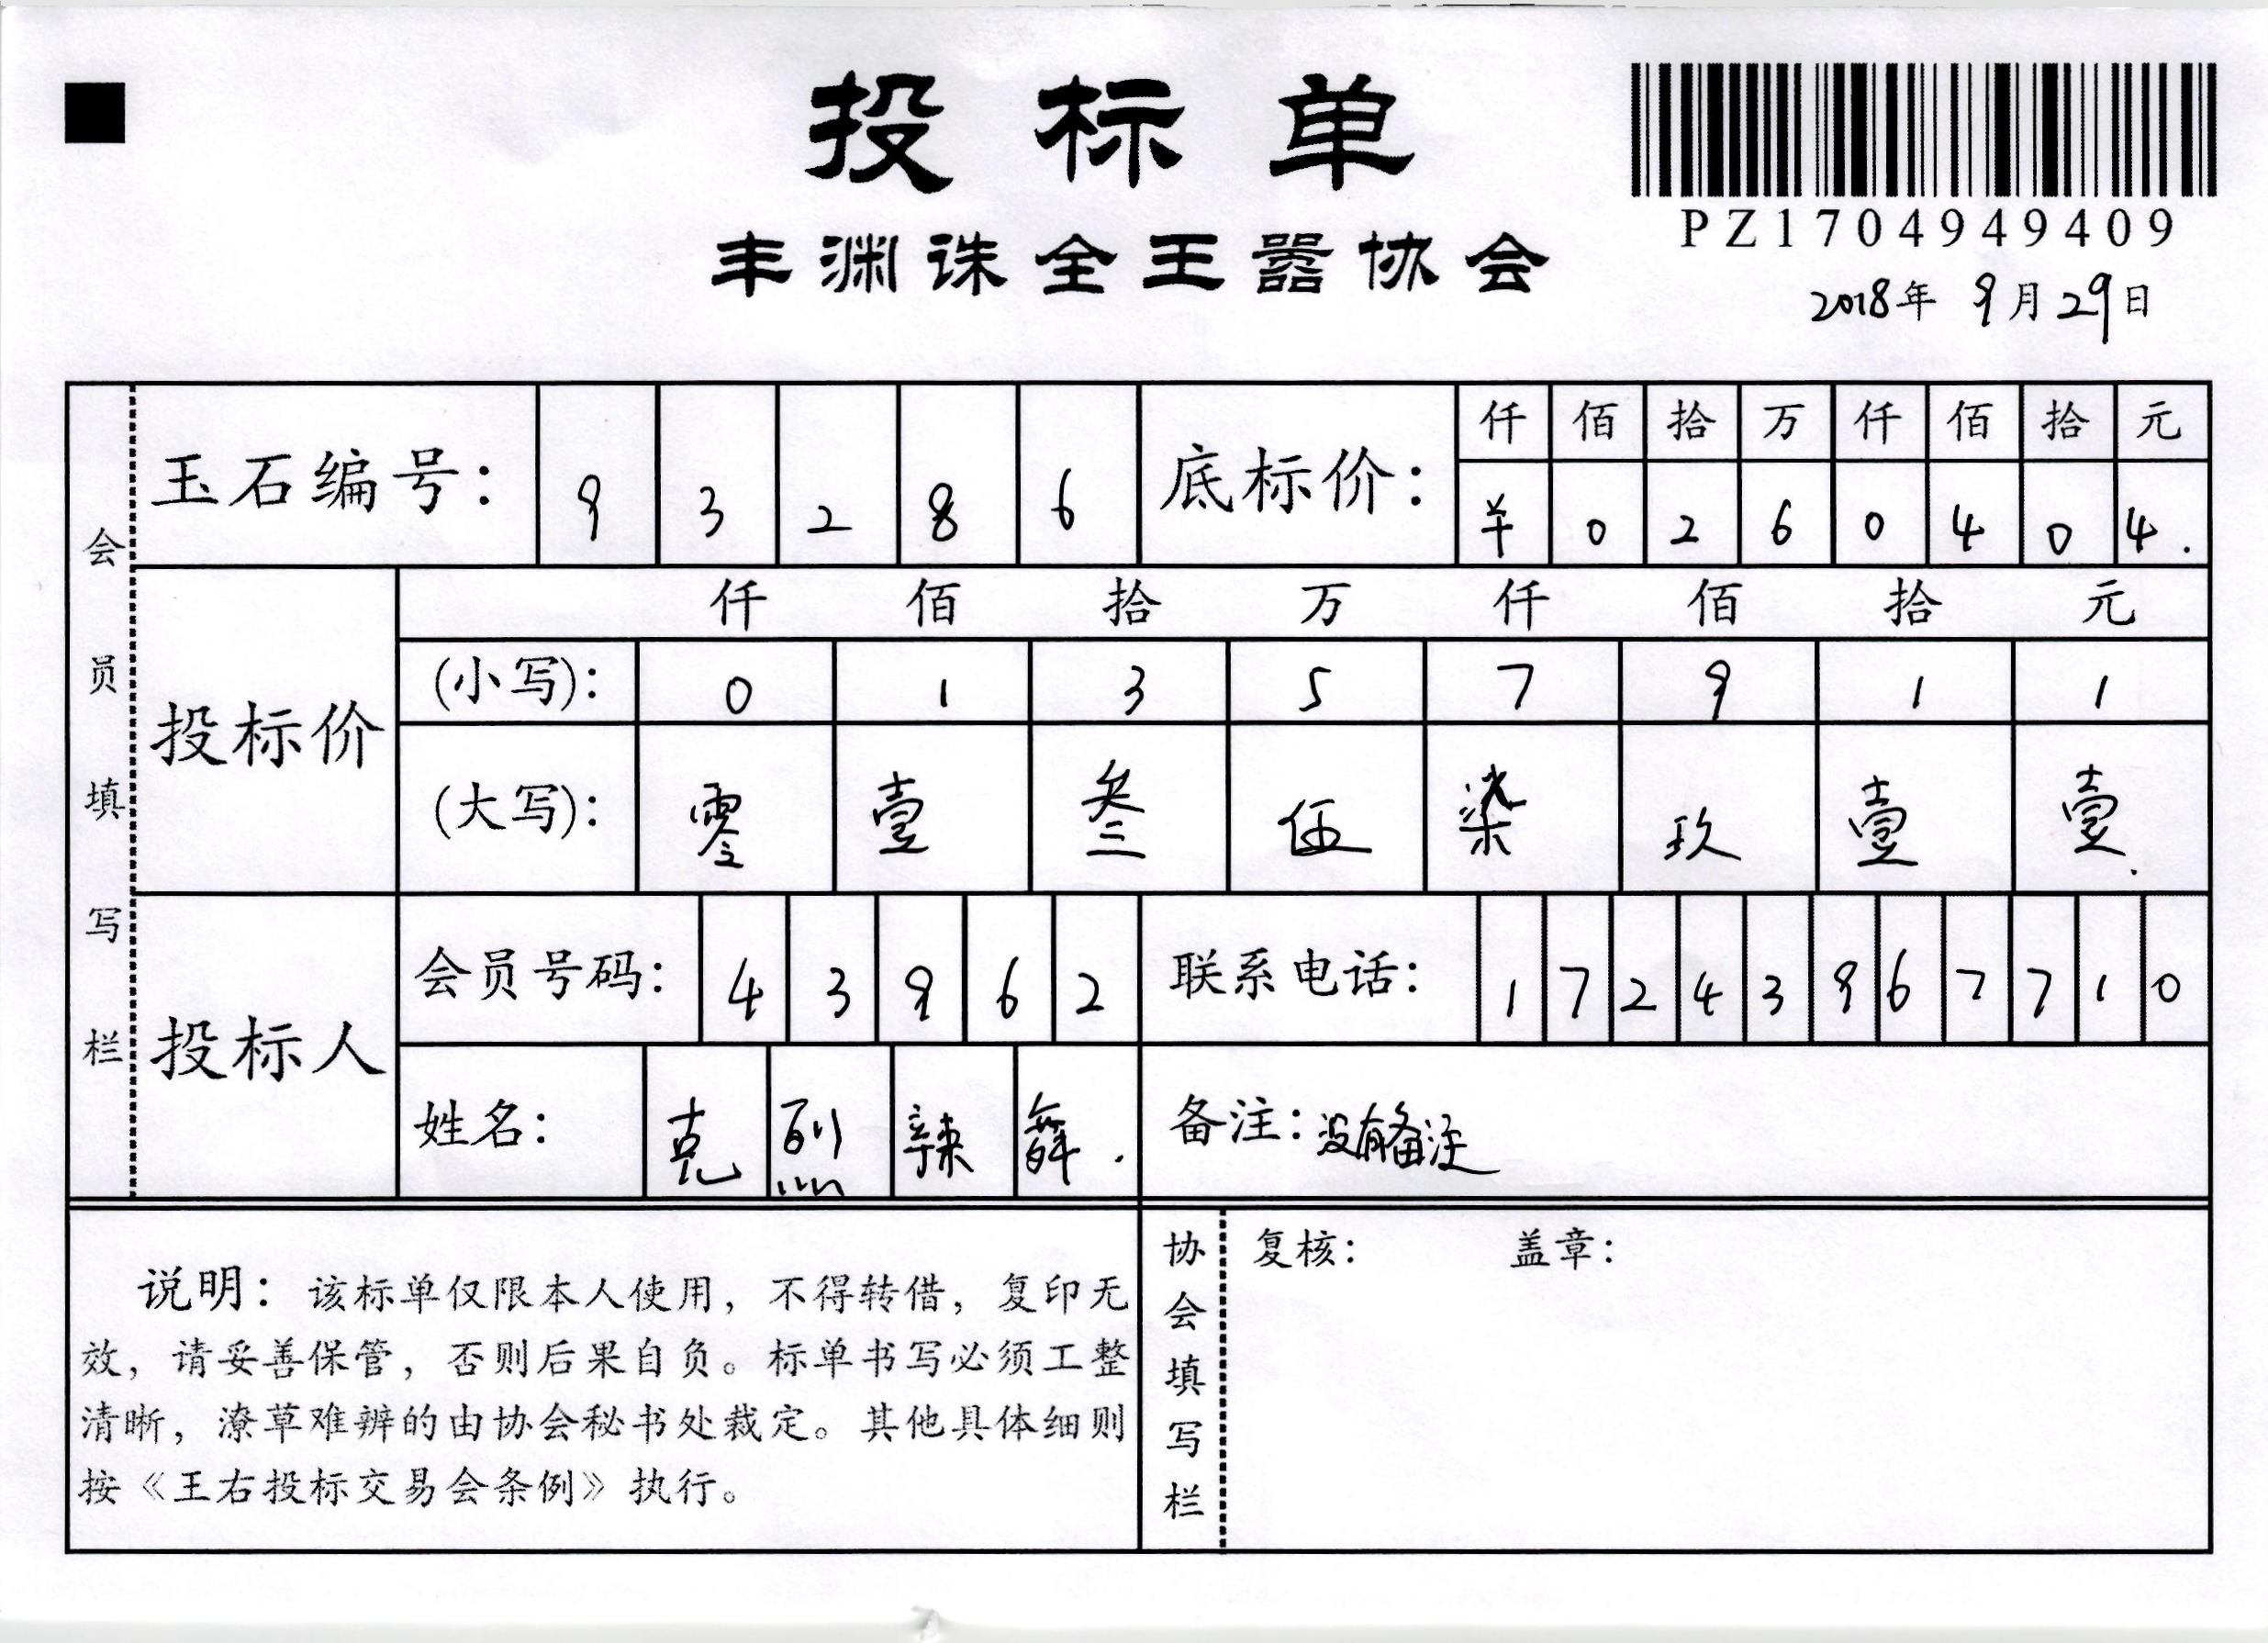 投标单
PZ1704949409
丰渊诛全王嚣协会
2018年 9月29日
会员填写栏
玉石编号： 9 3 2 8 6
底标价： 仟 佰 拾 万 仟 佰 拾 元
¥ 0 2 6 0 4 0 4.
投标价
仟 佰 拾 万 仟 佰 拾 元
(小写)： 0 1 3 5 7 9 1 1
(大写)： 零 壹 叁 伍 柒 玖 壹 壹.
投标人
会员号码： 4 3 9 6 2
联系电话： 1 7 2 4 3 9 6 7 7 1 0
姓名： 克 烈 辣 舞.
备注：没有备注
说明：该标单仅限本人使用，不得转借，复印无
效，请妥善保管，否则后果自负。标单书写必须工整
清晰，潦草难辨的由协会秘书处裁定。其他具体细则
按《王右投标交易会条例》执行。
协会填写栏
复核： 盖章：